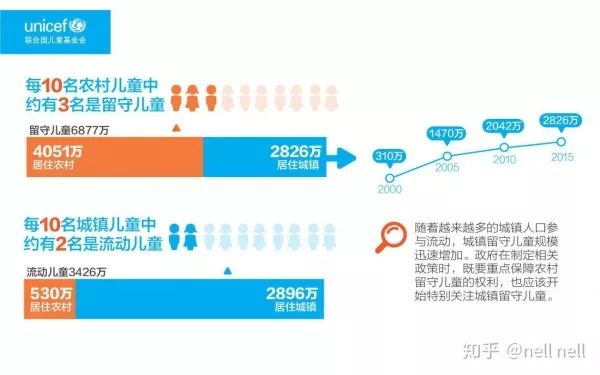 unicef
联合国儿童基金会
每10名农村儿童中
约有3名是留守儿童
留守儿童6877万
4051万
居住农村
2826万
居住城镇
310万
1470万
2042万
2826万
2000
2005
2010
2015
每10名城镇儿童中
约有2名是流动儿童
流动儿童3426万
530万
居住农村
2896万
居住城镇
随着越来越多的城镇人口参
与流动，城镇留守儿童规模
迅速增加。政府在制定相关
政策时，既要重点保障农村
留守儿童的权利，也应该开
始特别关注城镇留守儿童。
知乎 @nell nell